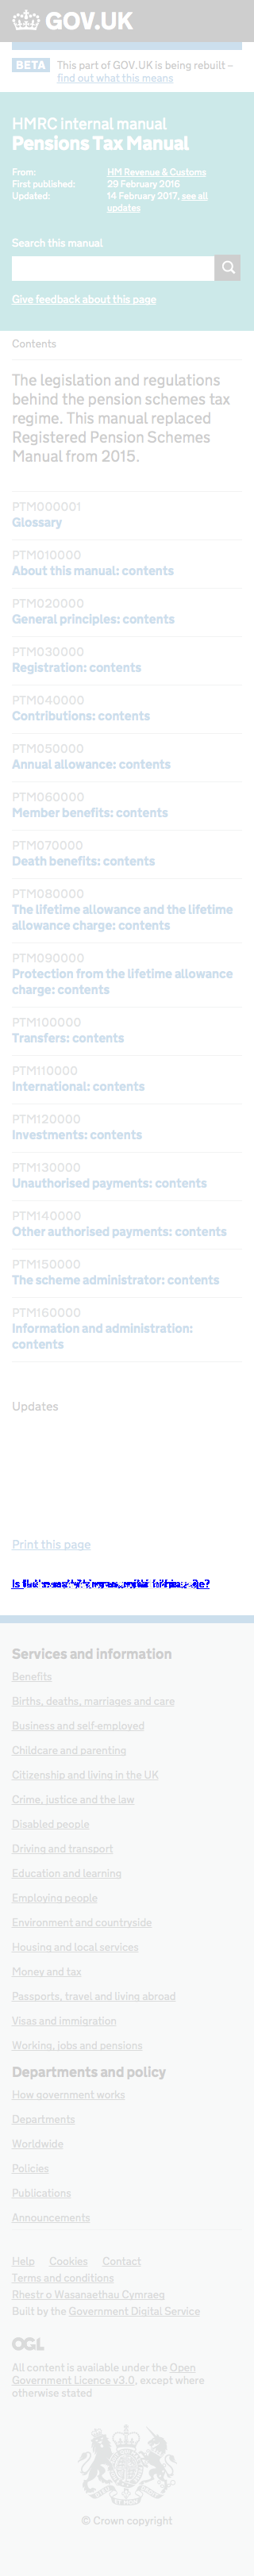 GOV.UK
BETA This part of GOV.UK is being rebuilt –
find out what this means
HMRC internal manual
Pensions Tax Manual
From: HM Revenue & Customs
First published: 29 February 2016
Updated: 14 February 2017, see all
updates
Search this manual
Give feedback about this page
Contents
The legislation and regulations
behind the pension schemes tax
regime. This manual replaced
Registered Pension Schemes
Manual from 2015.
PTM000001
Glossary
PTM010000
About this manual: contents
PTM020000
General principles: contents
PTM030000
Registration: contents
PTM040000
Contributions: contents
PTM050000
Annual allowance: contents
PTM060000
Member benefits: contents
PTM070000
Death benefits: contents
PTM080000
The lifetime allowance and the lifetime
allowance charge: contents
PTM090000
Protection from the lifetime allowance
charge: contents
PTM100000
Transfers: contents
PTM110000
International: contents
PTM120000
Investments: contents
PTM130000
Unauthorised payments: contents
PTM140000
Other authorised payments: contents
PTM150000
The scheme administrator: contents
PTM160000
Information and administration:
contents
Updates
Print this page
Services and information
Benefits
Births, deaths, marriages and care
Business and self-employed
Childcare and parenting
Citizenship and living in the UK
Crime, justice and the law
Disabled people
Driving and transport
Education and learning
Employing people
Environment and countryside
Housing and local services
Money and tax
Passports, travel and living abroad
Visas and immigration
Working, jobs and pensions
Departments and policy
How government works
Departments
Worldwide
Policies
Publications
Announcements
Help Cookies Contact
Terms and conditions
Rhestr o Wasanaethau Cymraeg
Built by the Government Digital Service
OGL
All content is available under the Open
Government Licence v3.0, except where
otherwise stated
© Crown copyright